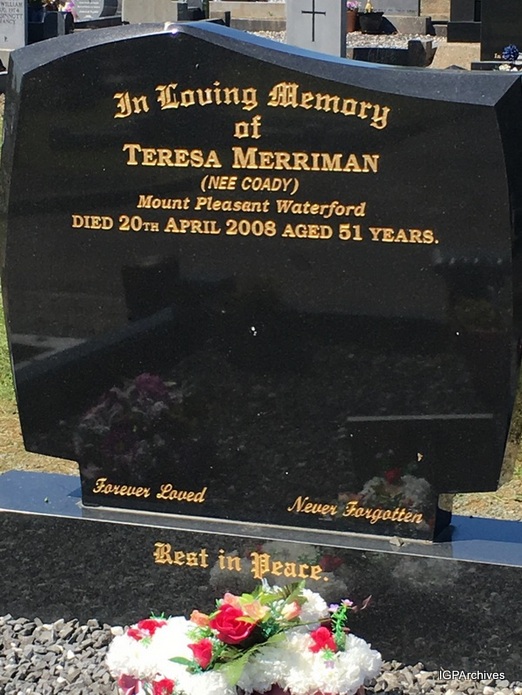 In Loving Memory
of
TERESA MERRIMAN
(NEE COADY)
Mount Pleasant Waterford
DIED 20TH APRIL 2008 AGED 51 YEARS.
Forever Loved
Never Forgotten
Rest in Peace.
IGPArchives